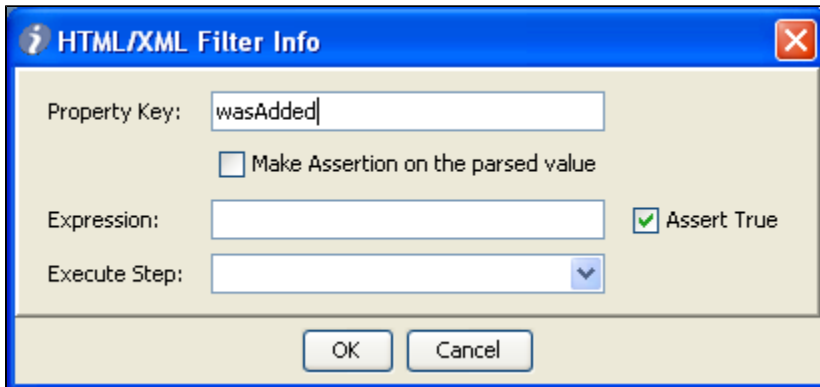 HTML/XML Filter Info
Property Key: wasAdded
Make Assertion on the parsed value
Expression: Assert True
Execute Step:
OK Cancel